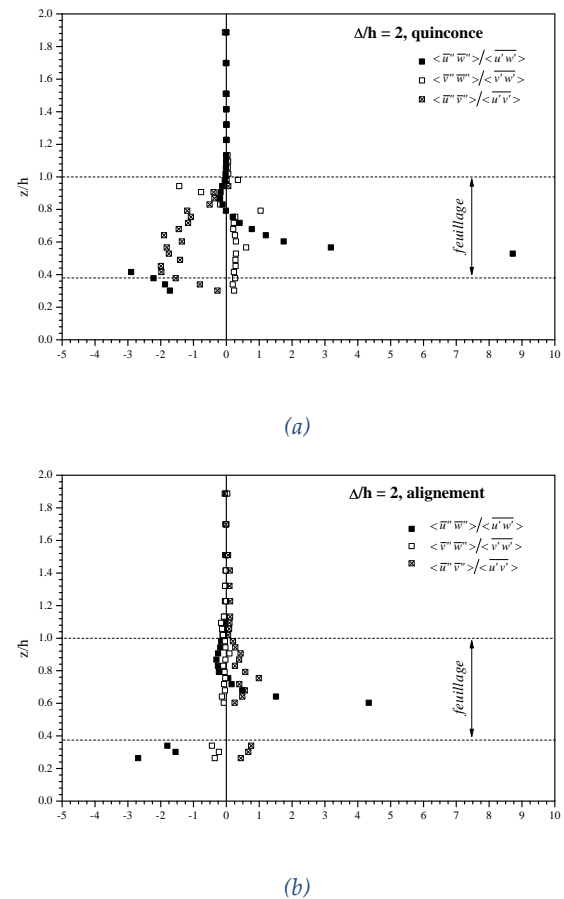 2.0
Δ/h = 2, quinconce
1.8
<u̅" w̅">/<u̅'w̅'>
1.6
<v̅" w̅">/<v̅'w̅'>
<u̅" v̅">/<u̅'v̅'>
1.4
1.2
1.0
z/h
0.8
feuillage
0.6
0.4
0.2
0.0
-5 -4 -3 -2 -1 0 1 2 3 4 5 6 7 8 9 10
(a)
2.0
Δ/h = 2, alignement
1.8
<u̅" w̅">/<u̅'w̅'>
1.6
<v̅" w̅">/<v̅'w̅'>
<u̅" v̅">/<u̅'v̅'>
1.4
1.2
1.0
z/h
0.8
feuillage
0.6
0.4
0.2
0.0
-5 -4 -3 -2 -1 0 1 2 3 4 5 6 7 8 9 10
(b)